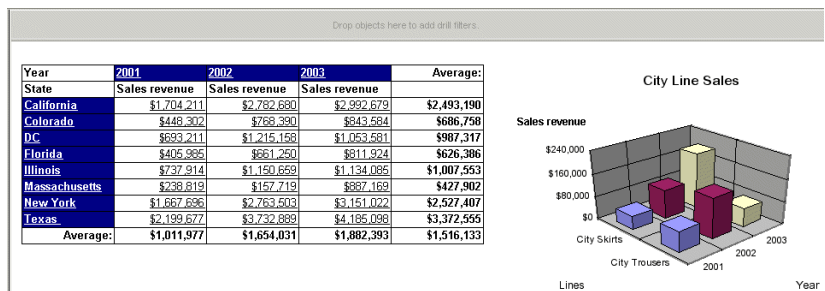 Drop objects here to add drill filters.
Year 2001 2002 2003 Average:
State Sales revenue Sales revenue Sales revenue
California $1,704,211 $2,782,680 $2,992,679 $2,493,190
Colorado $448,302 $768,390 $843,584 $686,758
DC $693,211 $1,215,158 $1,053,581 $987,317
Florida $405,985 $661,250 $811,924 $626,386
Illinois $737,914 $1,150,659 $1,134,085 $1,007,553
Massachusetts $238,819 $157,719 $887,169 $427,902
New York $1,667,696 $2,763,503 $3,151,022 $2,527,407
Texas $2,199,677 $3,732,889 $4,185,098 $3,372,555
Average: $1,011,977 $1,654,031 $1,882,393 $1,516,133
City Line Sales
Sales revenue
$240,000
$160,000
$80,000
$0
City Skirts
City Trousers
2003
2002
2001
Lines
Year